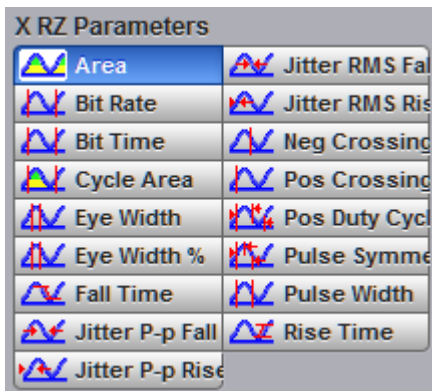 X RZ Parameters
Area
Bit Rate
Bit Time
Cycle Area
Eye Width
Eye Width %
Fall Time
Jitter P-p Fall
Jitter P-p Rise
Jitter RMS Fal
Jitter RMS Ris
Neg Crossing
Pos Crossing
Pos Duty Cycl
Pulse Symme
Pulse Width
Rise Time